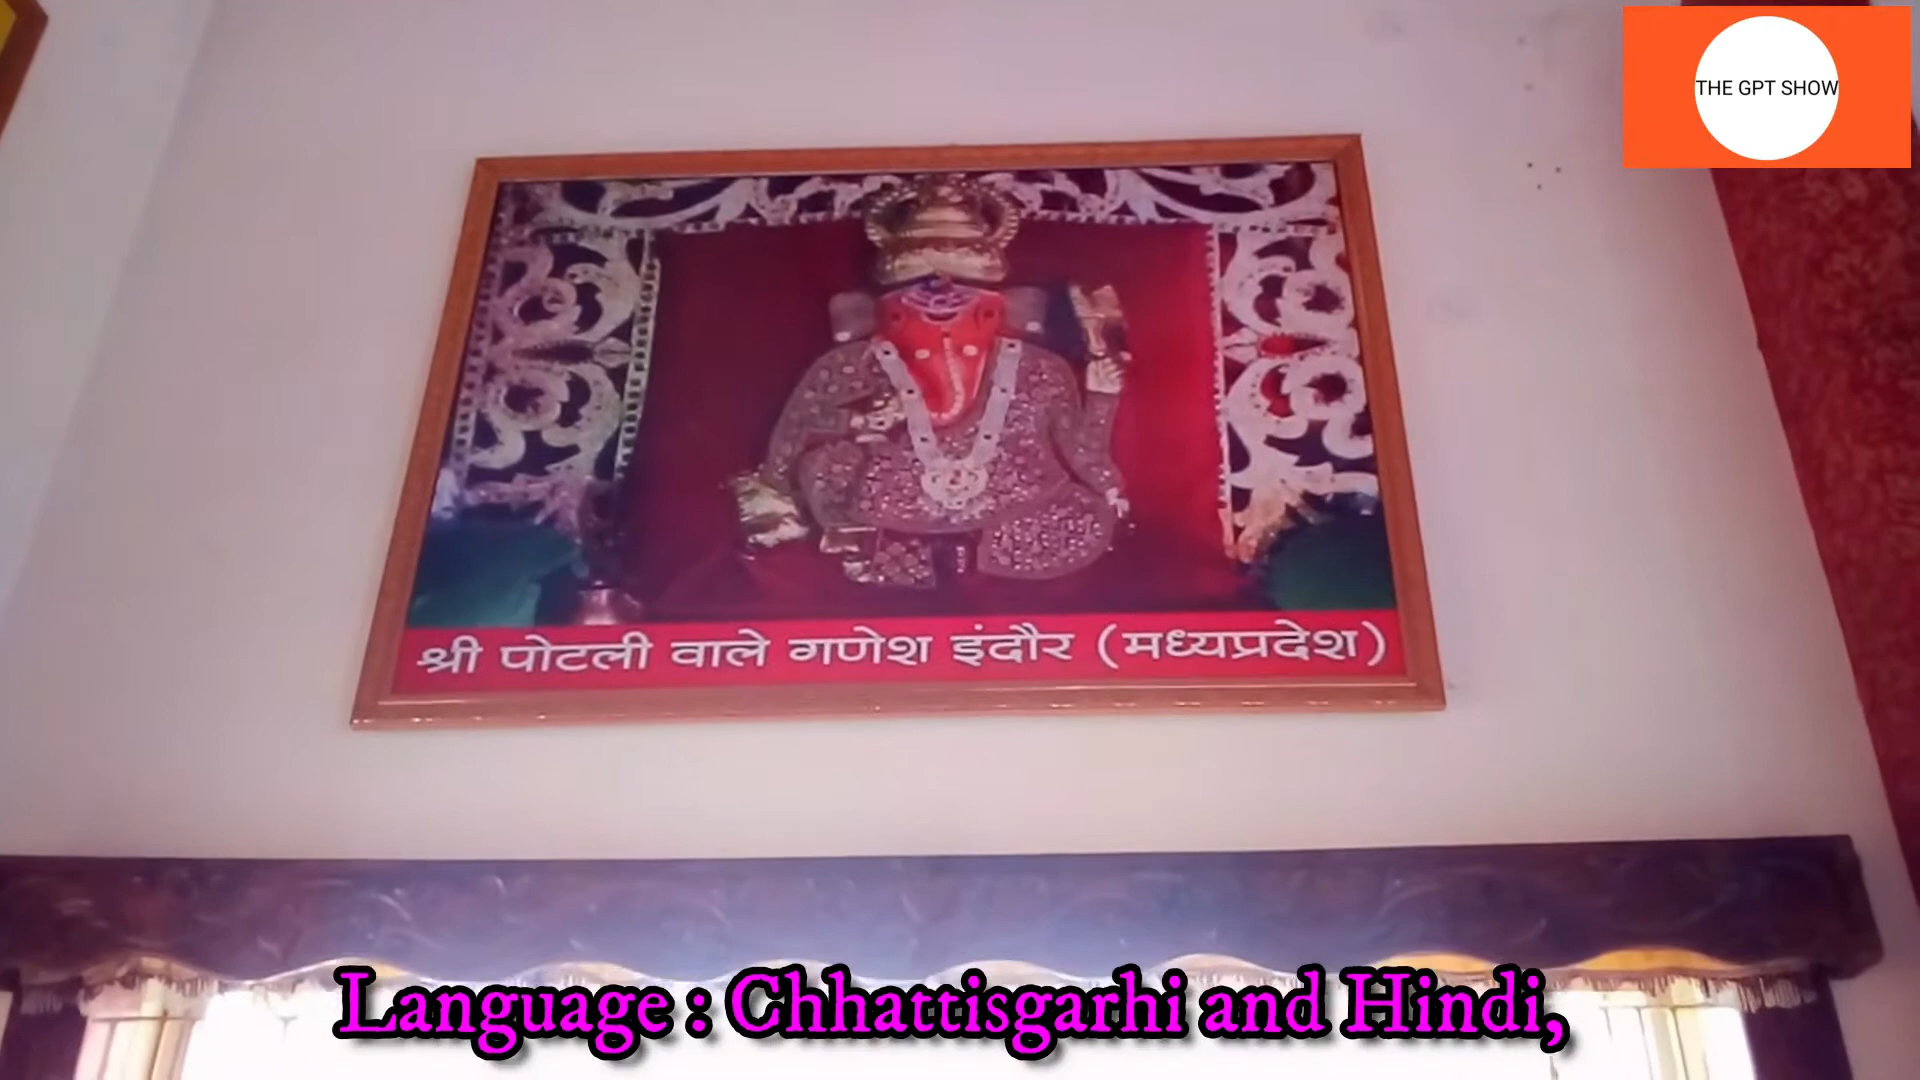 THE GPT SHOW
श्री पोटली वाले गणेश इंदौर (मध्यप्रदेश)
Language : Chhattisgarhi and Hindi,